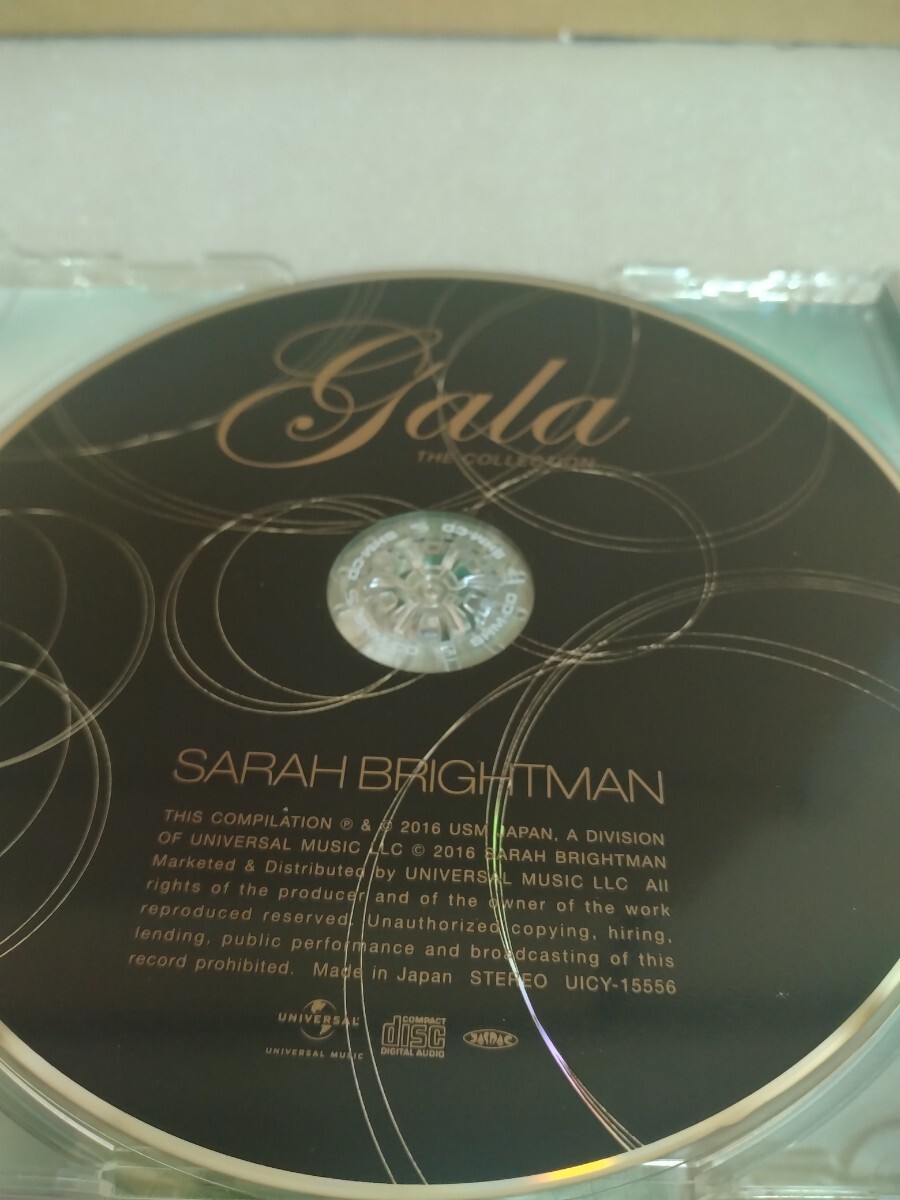 Gala
THE COLLECTION
SHM-CD
SARAH BRIGHTMAN
THIS COMPILATION ℗ & © 2016 USM JAPAN, A DIVISION
OF UNIVERSAL MUSIC LLC © 2016 SARAH BRIGHTMAN
Marketed & Distributed by UNIVERSAL MUSIC LLC All
rights of the producer and of the owner of the work
reproduced reserved. Unauthorized copying, hiring,
lending, public performance and broadcasting of this
record prohibited. Made in Japan STEREO UICY-15556
UNIVERSAL
UNIVERSAL MUSIC
COMPACT
disc
DIGITAL AUDIO
JASRAC